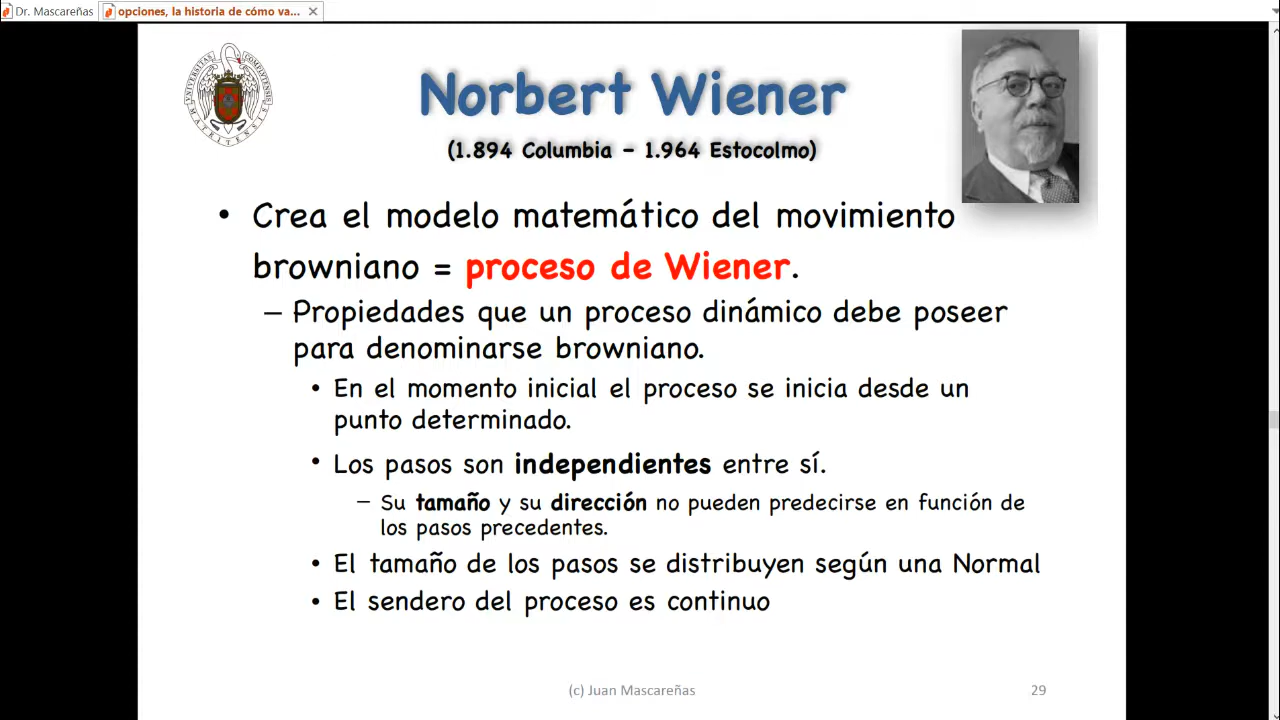 Dr. Mascareñas
opciones, la historia de cómo va...
Norbert Wiener
(1.894 Columbia – 1.964 Estocolmo)
• Crea el modelo matemático del movimiento
browniano = proceso de Wiener.
– Propiedades que un proceso dinámico debe poseer
para denominarse browniano.
• En el momento inicial el proceso se inicia desde un
punto determinado.
• Los pasos son independientes entre sí.
– Su tamaño y su dirección no pueden predecirse en función de
los pasos precedentes.
• El tamaño de los pasos se distribuyen según una Normal
• El sendero del proceso es continuo
(c) Juan Mascareñas
29